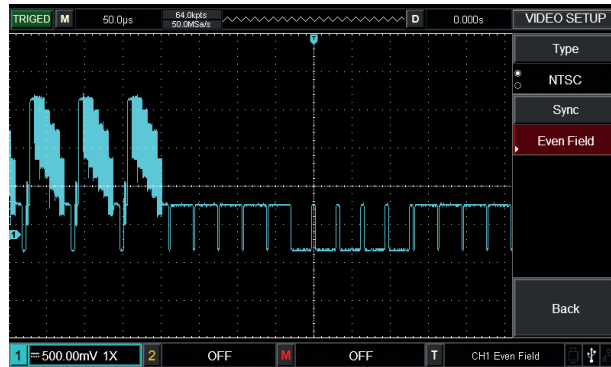 TRIGED M 50.0μs 64.0kpts D 0.000s VIDEO SETUP
50.0MSa/s
T
Type
NTSC
Sync
Even Field
1
Back
1 500.00mV 1X 2 OFF M OFF T CH1 Even Field